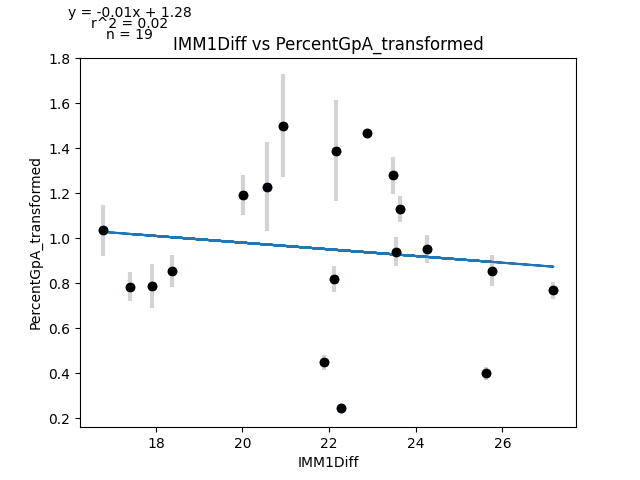 y = -0.01x + 1.28
r^2 = 0.02
n = 19
IMM1Diff vs PercentGpA_transformed
1.8
1.6
1.4
1.2
1.0
0.8
0.6
0.4
0.2
PercentGpA_transformed
18
20
22
24
26
IMM1Diff